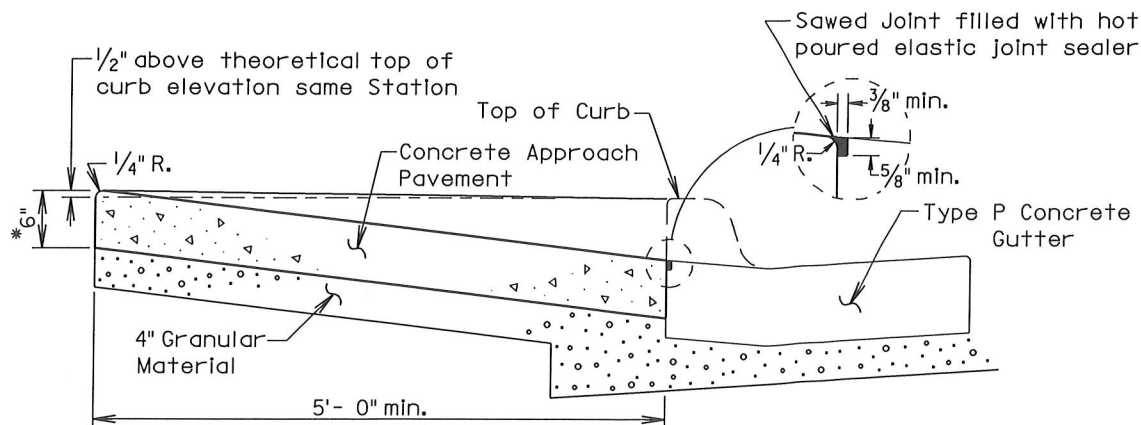 Sawed Joint filled with hot
poured elastic joint sealer
1/2" above theoretical top of
curb elevation same Station
3/8" min.
Top of Curb
1/4" R.
1/4" R.
Concrete Approach
Pavement
5/8" min.
*6"
Type P Concrete
Gutter
4" Granular
Material
5'- 0" min.